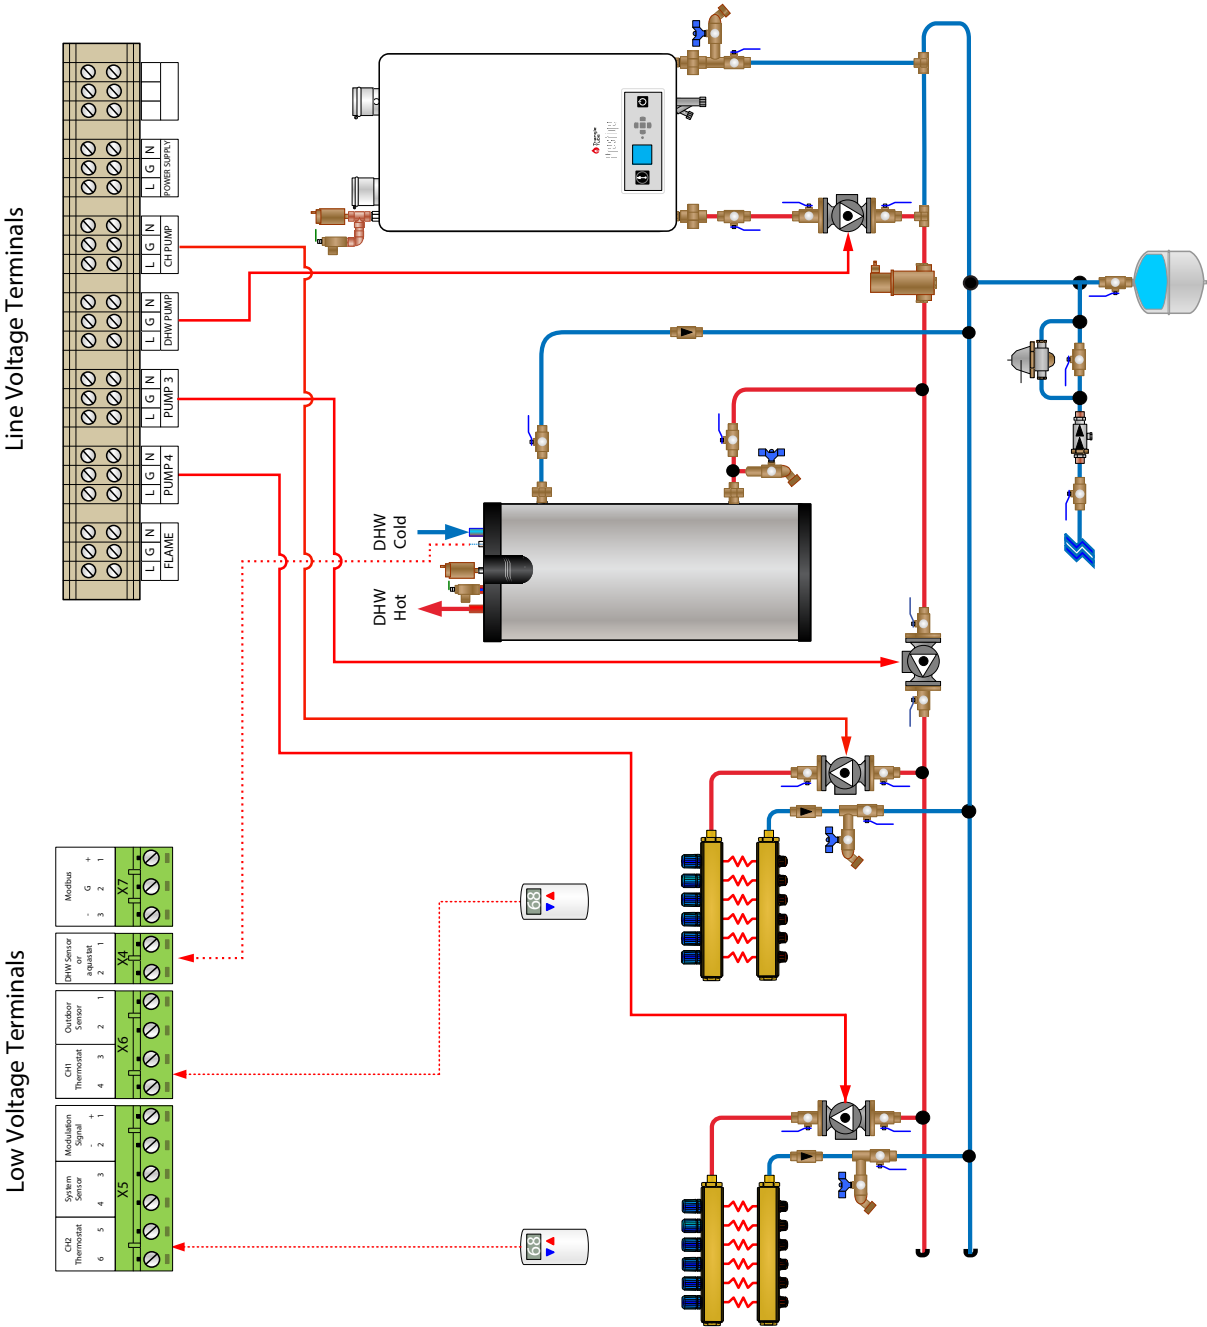 Line Voltage Terminals
L G N
POWER SUPPLY
L G N
CH PUMP
L G N
DHW PUMP
L G N
PUMP 3
L G N
PUMP 4
L G N
FLAME
Triangle
Tube
DHW
Cold
DHW
Hot
Low Voltage Terminals
Modbus
- G +
3 2 1
X7
DHW Sensor
or
aquastat
2 1
X4
Outdoor
Sensor
2 1
CH1
Thermostat
4 3
X6
Modulation
Signal
- +
2 1
System
Sensor
4 3
CH2
Thermostat
6 5
X5
68
68